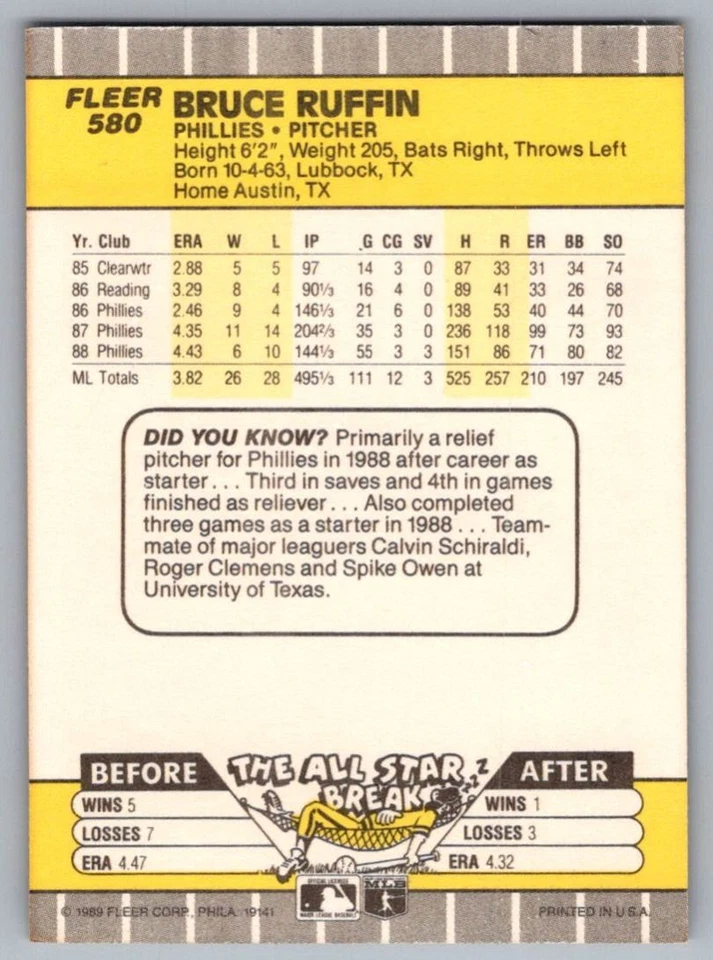 FLEER BRUCE RUFFIN
580 PHILLIES • PITCHER
Height 6'2", Weight 205, Bats Right, Throws Left
Born 10-4-63, Lubbock, TX
Home Austin, TX
Yr. Club ERA W L IP G CG SV H R ER BB SO
85 Clearwtr 2.88 5 5 97 14 3 0 87 33 31 34 74
86 Reading 3.29 8 4 90⅓ 16 4 0 89 41 33 26 68
86 Phillies 2.46 9 4 146⅓ 21 6 0 138 53 40 44 70
87 Phillies 4.35 11 14 204⅔ 35 3 0 236 118 99 73 93
88 Phillies 4.43 6 10 144⅓ 55 3 3 151 86 71 80 82
ML Totals 3.82 26 28 495⅓ 111 12 3 525 257 210 197 245
DID YOU KNOW? Primarily a relief
pitcher for Phillies in 1988 after career as
starter . . . Third in saves and 4th in games
finished as reliever . . . Also completed
three games as a starter in 1988 . . . Team-
mate of major leaguers Calvin Schiraldi,
Roger Clemens and Spike Owen at
University of Texas.
BEFORE THE ALL STAR BREAK ZZZZ AFTER
WINS 5 WINS 1
LOSSES 7 LOSSES 3
ERA 4.47 ERA 4.32
OFFICIAL LICENSEE
MAJOR LEAGUE BASEBALL
MLB
© 1989 FLEER CORP., PHILA. 19141 PRINTED IN U.S.A.